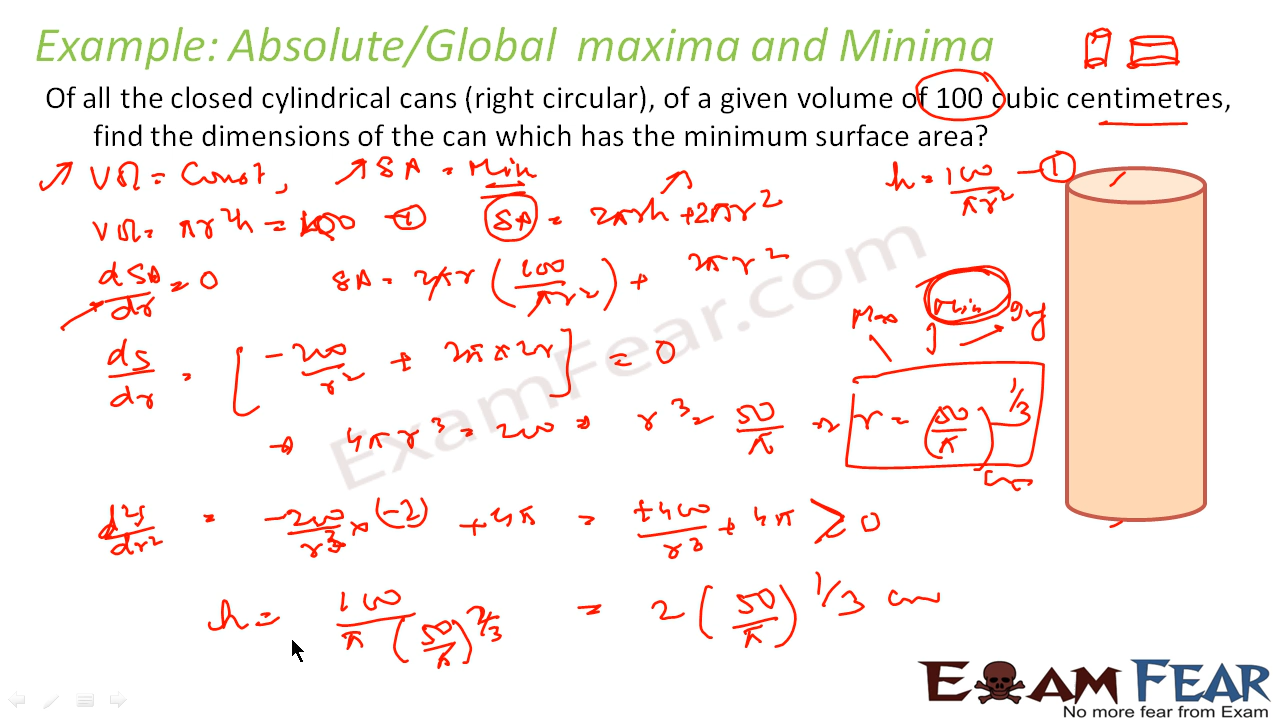 Example: Absolute/Global maxima and Minima
Of all the closed cylindrical cans (right circular), of a given volume of 100 cubic centimetres,
find the dimensions of the can which has the minimum surface area?
Vol = Const, SA = Min
h = 100/πr² — ①
Vol = πr²h = 100 ① SA = 2πrh + 2πr²
dSA/dr = 0 SA = 2πr (100/πr²) + 2πr²
Max Min
dS/dr = [-200/r² + 2π × 2r] = 0
⇒ 4πr³ = 200 ⇒ r³ = 50/π ⇒ r = (50/π)^1/3 cm
d²S/dr² = -200/r³ × (-2) + 4π = +400/r³ + 4π > 0
h = 100/π(50/π)^2/3 = 2(50/π)^1/3 cm
ExamFear.com
EXAM FEAR
No more fear from Exam